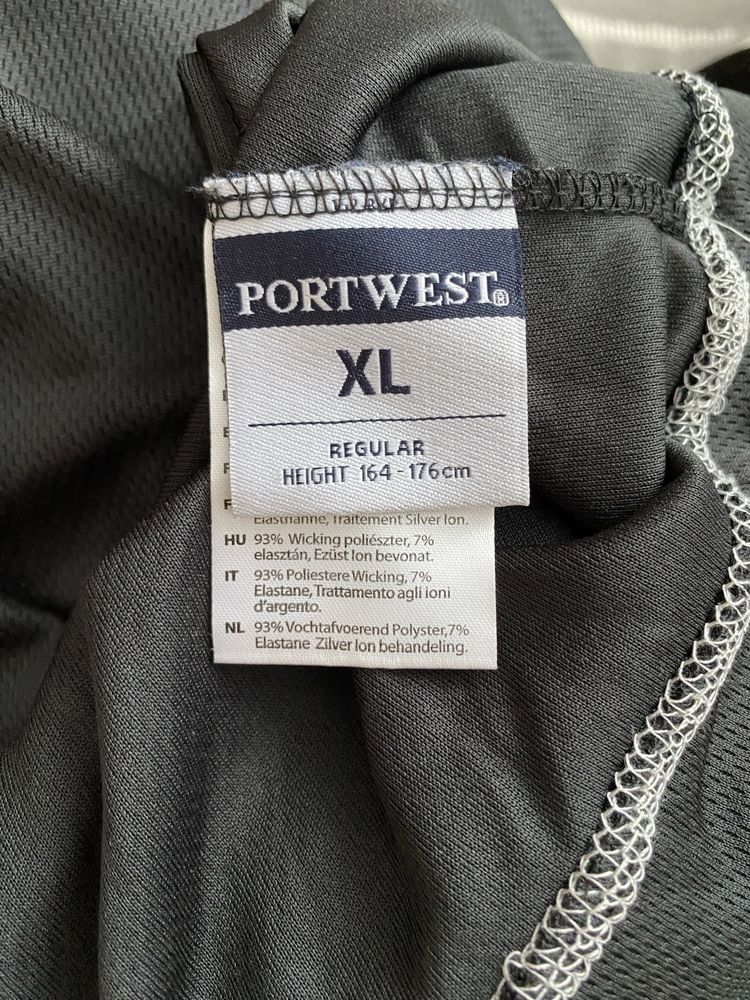 PORTWEST®
XL
REGULAR
HEIGHT 164-176cm
Elasthanne, Traitement Silver Ion.
HU 93% Wicking poliészter, 7%
elasztán, Ezüst Ion bevonat.
IT 93% Poliestere Wicking, 7%
Elastane, Trattamento agli ioni
d'argento.
NL 93% Vochtafvoerend Polyster,7%
Elastane Zilver Ion behandeling.